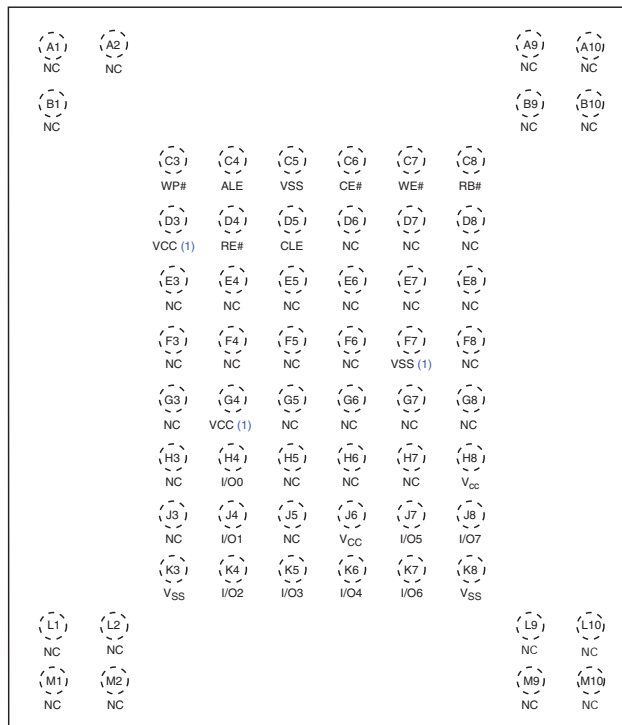 A1 A2 A9 A10
NC NC NC NC
B1 B9 B10
NC NC NC
C3 C4 C5 C6 C7 C8
WP# ALE VSS CE# WE# RB#
D3 D4 D5 D6 D7 D8
VCC (1) RE# CLE NC NC NC
E3 E4 E5 E6 E7 E8
NC NC NC NC NC NC
F3 F4 F5 F6 F7 F8
NC NC NC NC VSS (1) NC
G3 G4 G5 G6 G7 G8
NC VCC (1) NC NC NC NC
H3 H4 H5 H6 H7 H8
NC I/O0 NC NC NC Vcc
J3 J4 J5 J6 J7 J8
NC I/O1 NC VCC I/O5 I/O7
K3 K4 K5 K6 K7 K8
VSS I/O2 I/O3 I/O4 I/O6 VSS
L1 L2 L9 L10
NC NC NC NC
M1 M2 M9 M10
NC NC NC NC